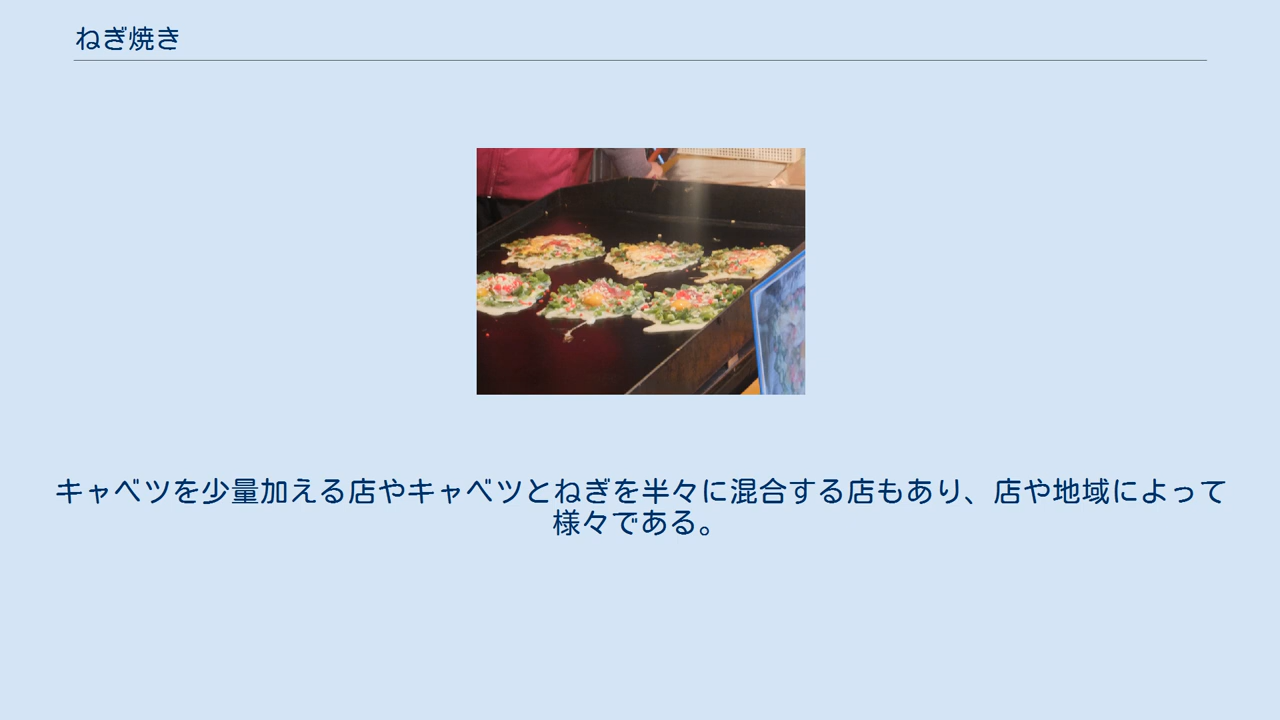 ねぎ焼き
キャベツを少量加える店やキャベツとねぎを半々に混合する店もあり、店や地域によって
様々である。